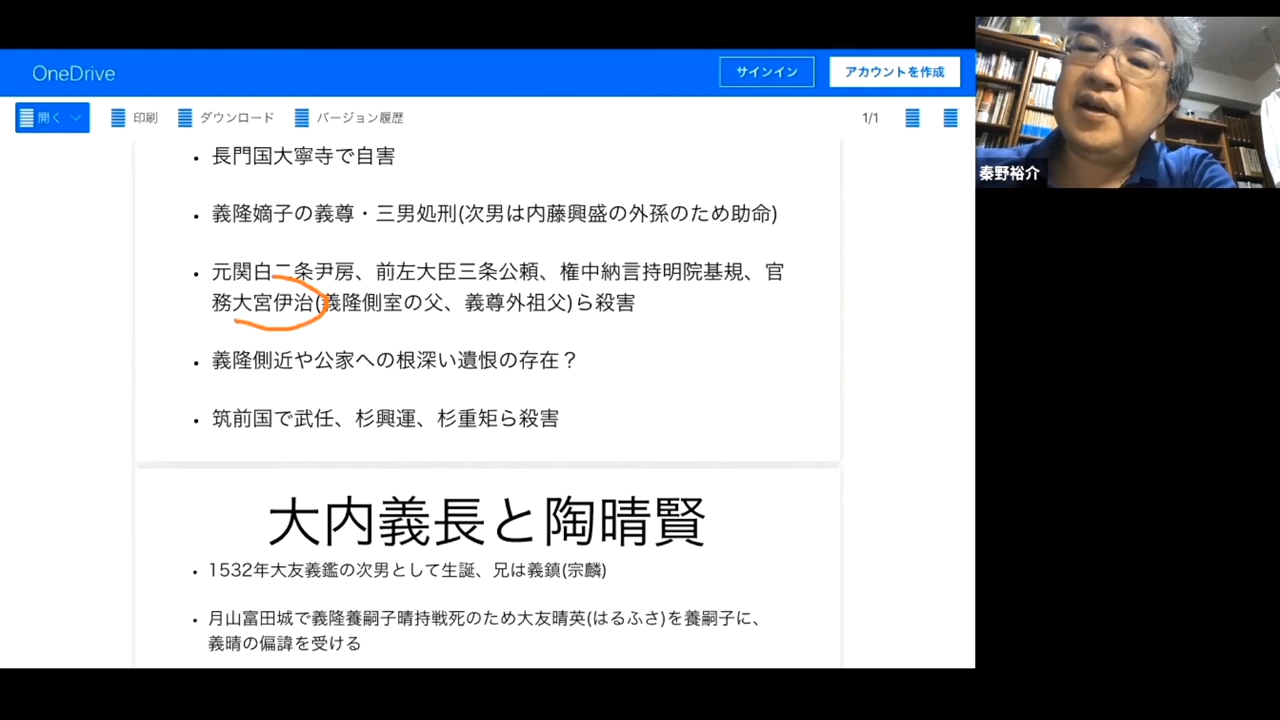 OneDrive
サインイン
アカウントを作成
開く
印刷
ダウンロード
バージョン履歴
1/1
秦野裕介
・長門国大寧寺で自害
・義隆嫡子の義尊・三男処刑(次男は内藤興盛の外孫のため助命)
・元関白二条尹房、前左大臣三条公頼、権中納言持明院基規、官
務大宮伊治(義隆側室の父、義尊外祖父)ら殺害
・義隆側近や公家への根深い遺恨の存在？
・筑前国で武任、杉興運、杉重矩ら殺害
大内義長と陶晴賢
・1532年大友義鑑の次男として生誕、兄は義鎮(宗麟)
・月山富田城で義隆養嗣子晴持戦死のため大友晴英(はるふさ)を養嗣子に、
義晴の偏諱を受ける